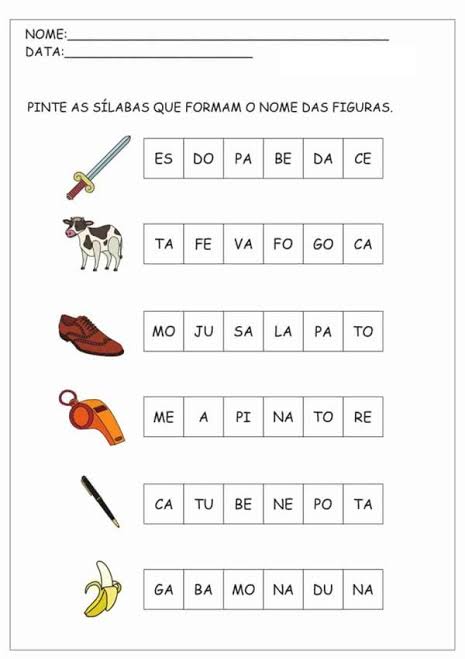 NOME:
DATA:
PINTE AS SÍLABAS QUE FORMAM O NOME DAS FIGURAS.
ES DO PA BE DA CE
TA FE VA FO GO CA
MO JU SA LA PA TO
ME A PI NA TO RE
CA TU BE NE PO TA
GA BA MO NA DU NA